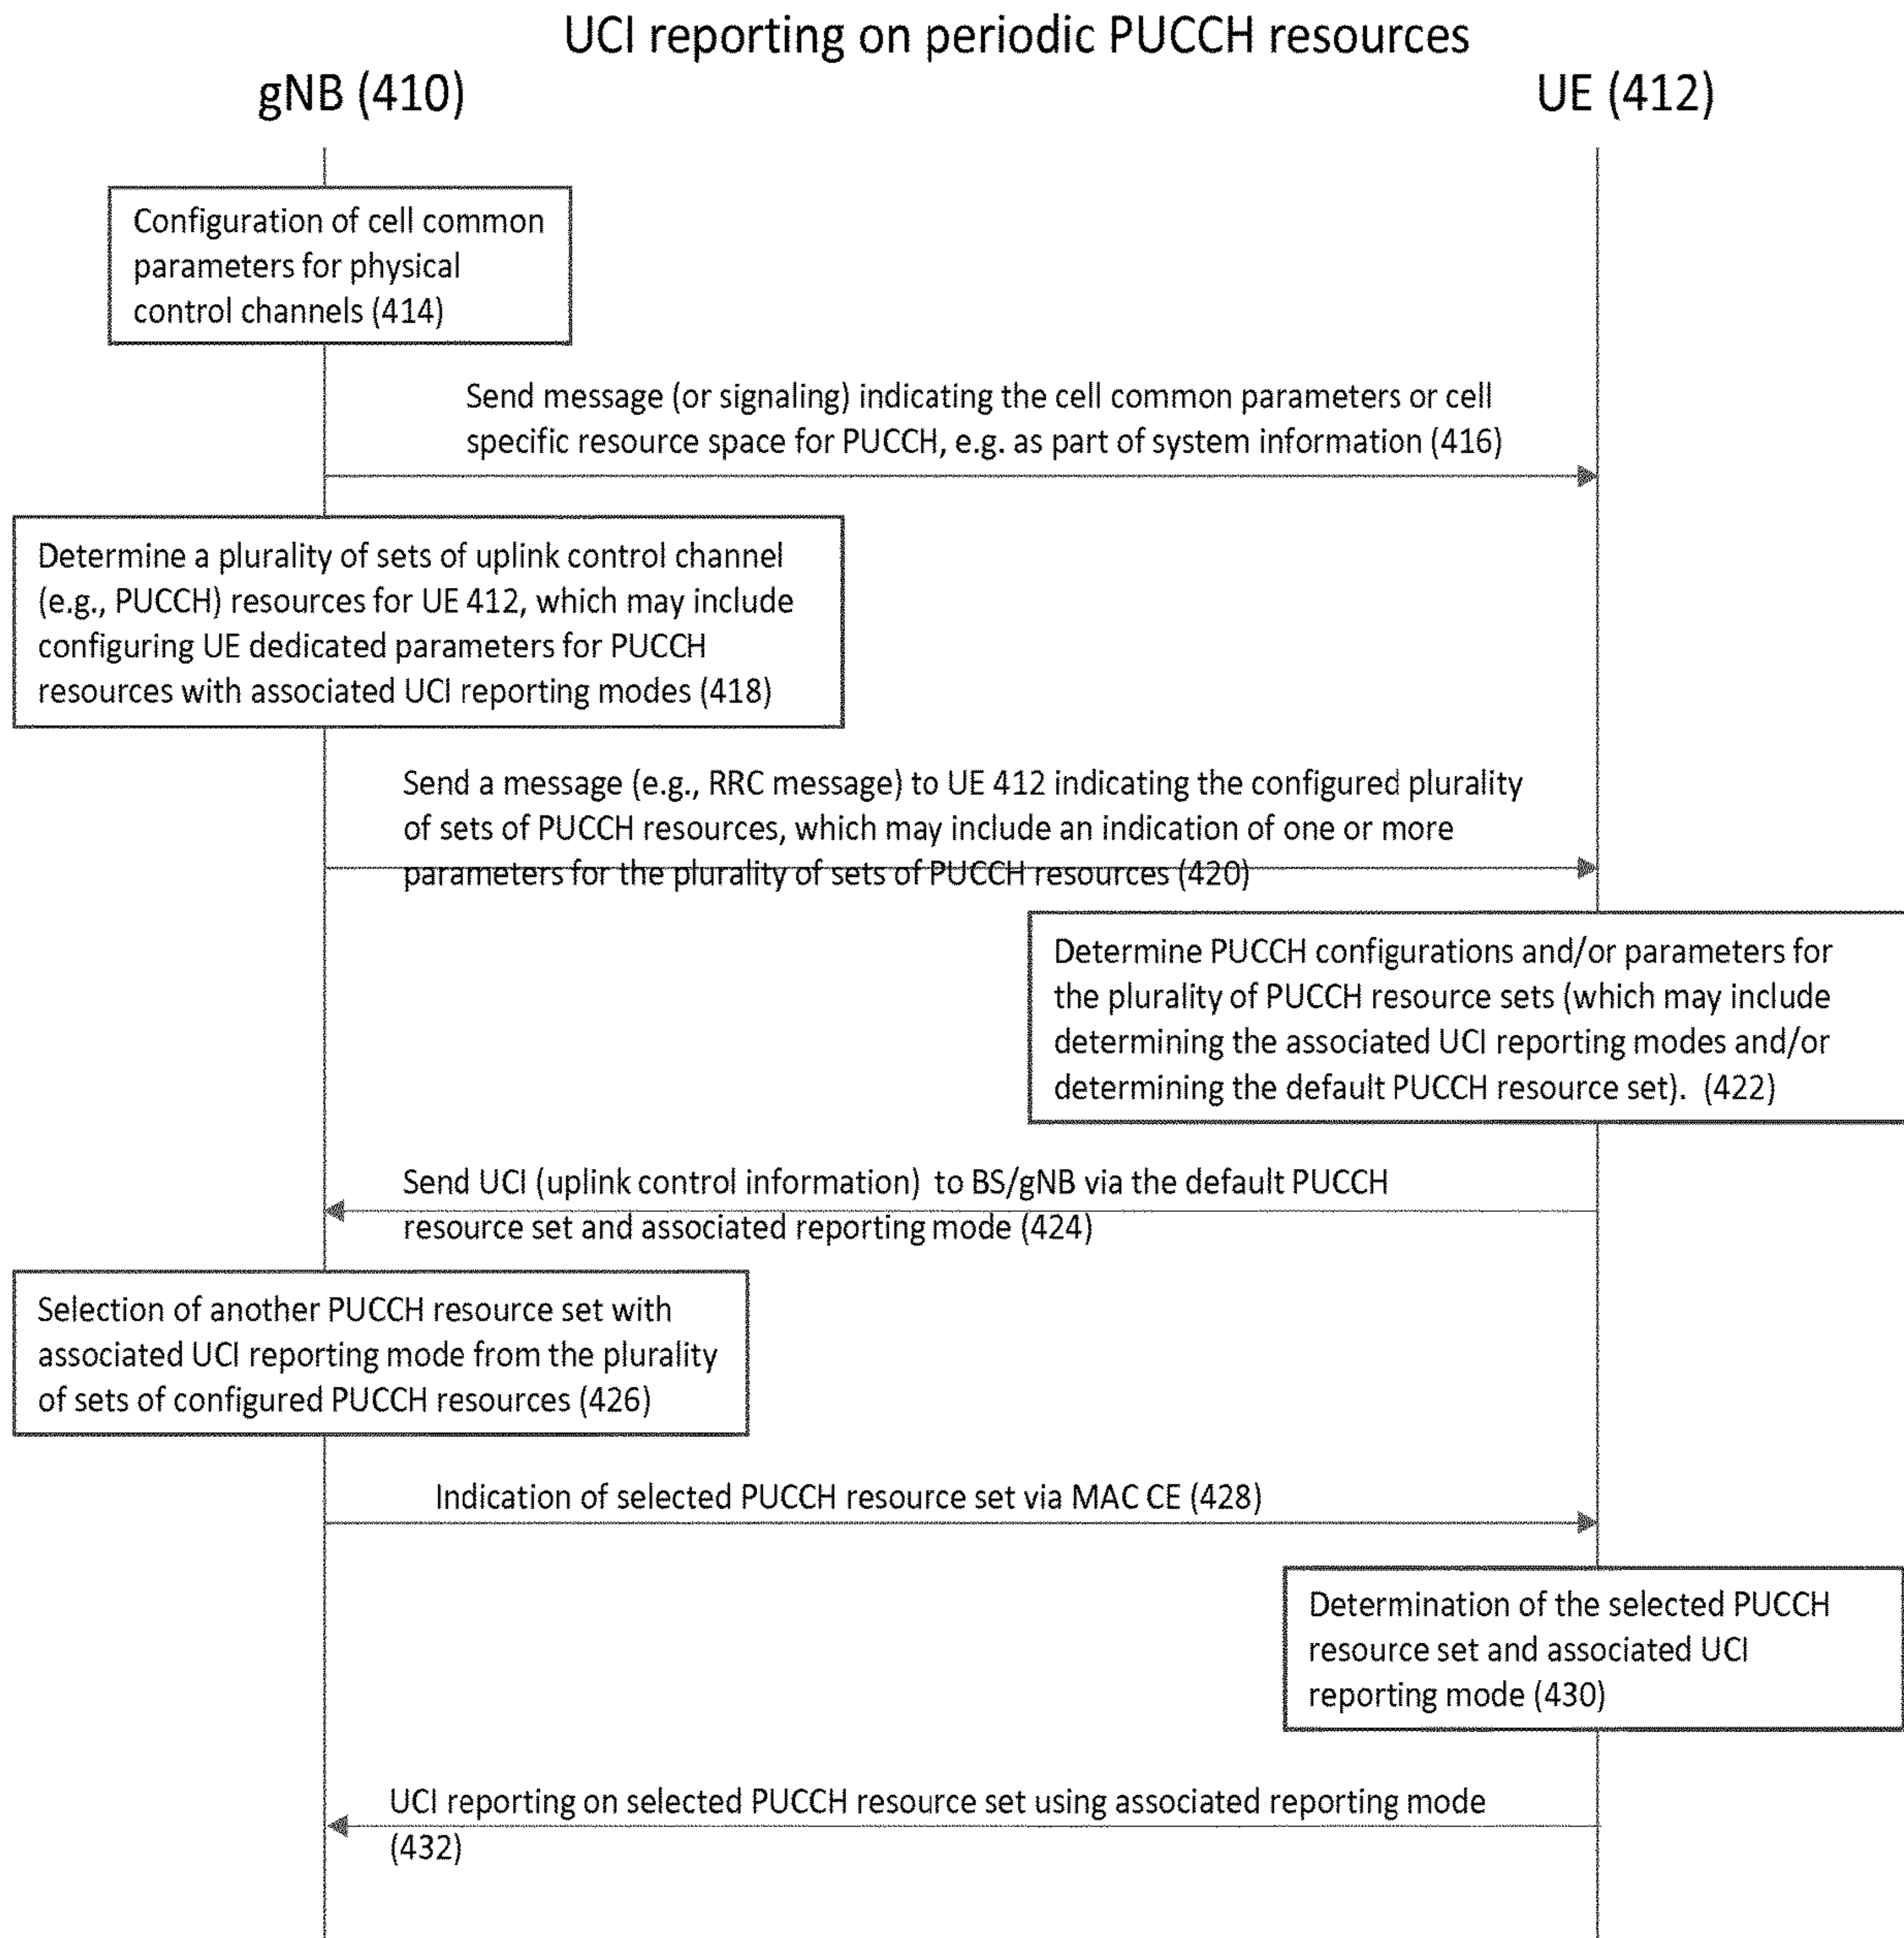 UCI reporting on periodic PUCCH resources
gNB (410)
UE (412)
Configuration of cell common
parameters for physical
control channels (414)
Send message (or signaling) indicating the cell common parameters or cell
specific resource space for PUCCH, e.g. as part of system information (416)
Determine a plurality of sets of uplink control channel
(e.g., PUCCH) resources for UE 412, which may include
configuring UE dedicated parameters for PUCCH
resources with associated UCI reporting modes (418)
Send a message (e.g., RRC message) to UE 412 indicating the configured plurality
of sets of PUCCH resources, which may include an indication of one or more
parameters for the plurality of sets of PUCCH resources (420)
Determine PUCCH configurations and/or parameters for
the plurality of PUCCH resource sets (which may include
determining the associated UCI reporting modes and/or
determining the default PUCCH resource set).  (422)
Send UCI (uplink control information)  to BS/gNB via the default PUCCH
resource set and associated reporting mode (424)
Selection of another PUCCH resource set with
associated UCI reporting mode from the plurality
of sets of configured PUCCH resources (426)
Indication of selected PUCCH resource set via MAC CE (428)
Determination of the selected PUCCH
resource set and associated UCI
reporting mode (430)
UCI reporting on selected PUCCH resource set using associated reporting mode
(432)